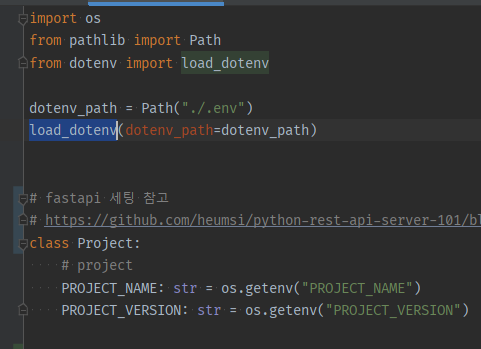 import os
from pathlib import Path
from dotenv import load_dotenv
dotenv_path = Path("./.env")
load_dotenv(dotenv_path=dotenv_path)
# fastapi 세팅 참고
# https://github.com/heumsi/python-rest-api-server-101/bl
class Project:
# project
PROJECT_NAME: str = os.getenv("PROJECT_NAME")
PROJECT_VERSION: str = os.getenv("PROJECT_VERSION")